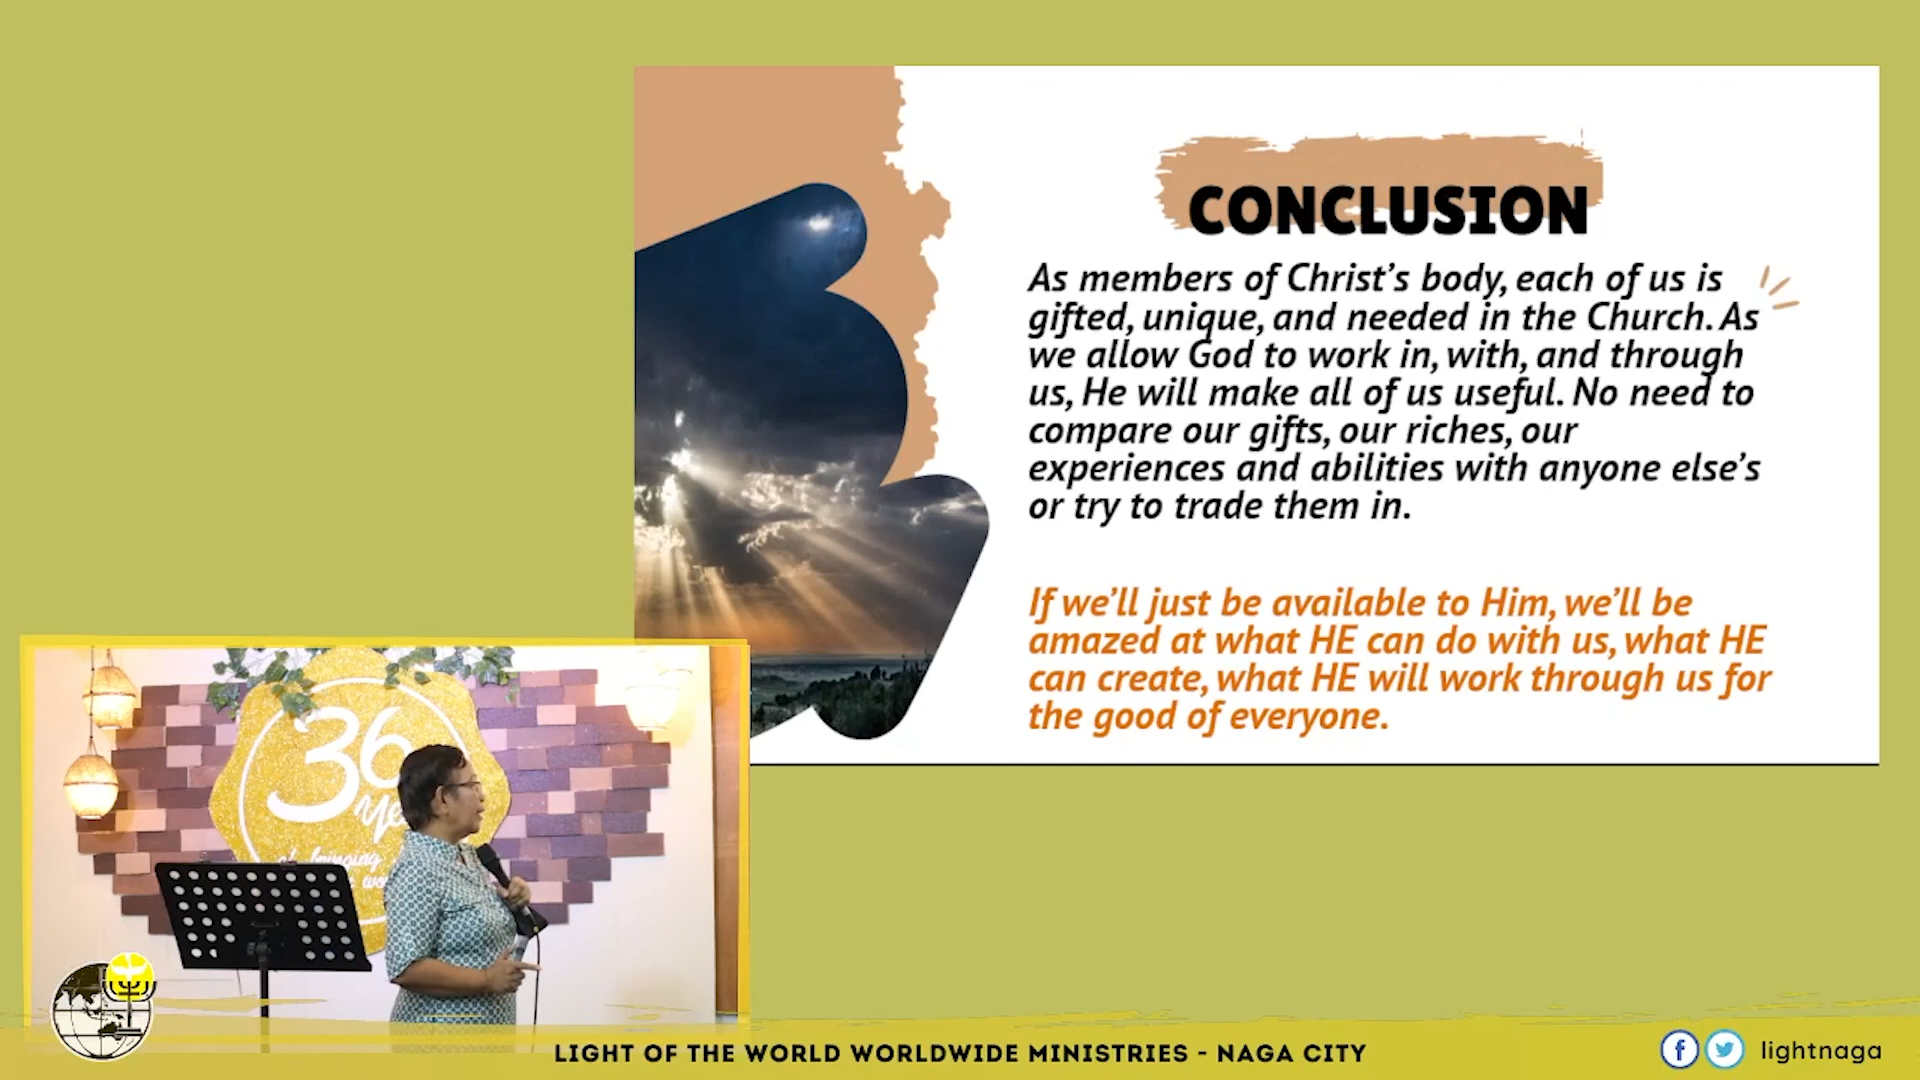 CONCLUSION
As members of Christ's body, each of us is
gifted, unique, and needed in the Church. As
we allow God to work in, with, and through
us, He will make all of us useful. No need to
compare our gifts, our riches, our
experiences and abilities with anyone else's
or try to trade them in.
If we'll just be available to Him, we'll be
amazed at what HE can do with us, what HE
can create, what HE will work through us for
the good of everyone.
36
bringing
LIGHT OF THE WORLD WORLDWIDE MINISTRIES - NAGA CITY
lightnaga